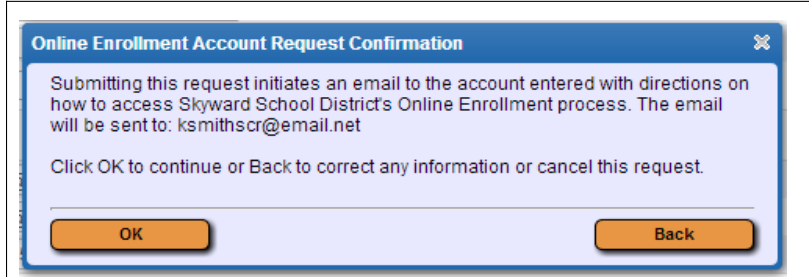 Online Enrollment Account Request Confirmation
Submitting this request initiates an email to the account entered with directions on
how to access Skyward School District's Online Enrollment process. The email
will be sent to: ksmithscr@email.net
Click OK to continue or Back to correct any information or cancel this request.
OK Back